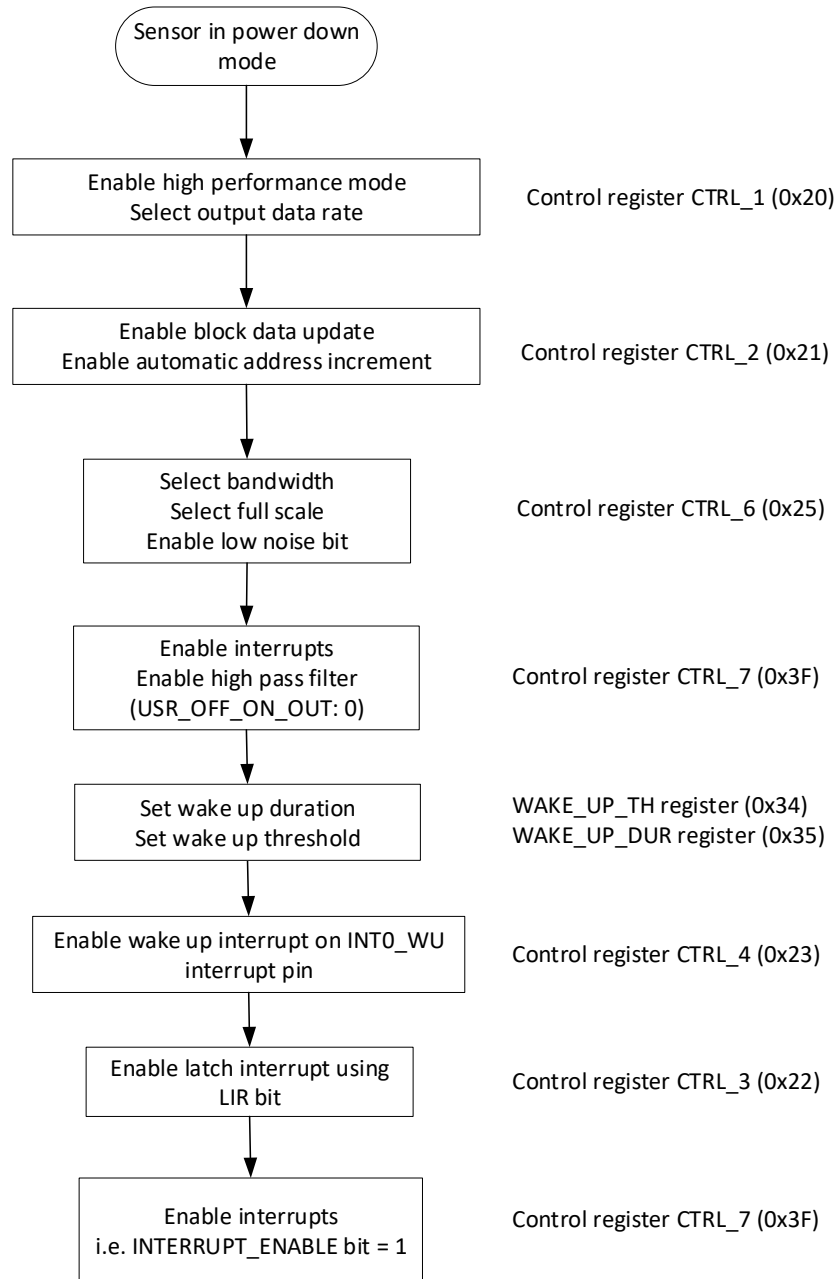 Sensor in power down
mode
Enable high performance mode
Select output data rate
Control register CTRL_1 (0x20)
Enable block data update
Enable automatic address increment
Control register CTRL_2 (0x21)
Select bandwidth
Select full scale
Enable low noise bit
Control register CTRL_6 (0x25)
Enable interrupts
Enable high pass filter
(USR_OFF_ON_OUT: 0)
Control register CTRL_7 (0x3F)
Set wake up duration
Set wake up threshold
WAKE_UP_TH register (0x34)
WAKE_UP_DUR register (0x35)
Enable wake up interrupt on INT0_WU
interrupt pin
Control register CTRL_4 (0x23)
Enable latch interrupt using
LIR bit
Control register CTRL_3 (0x22)
Enable interrupts
i.e. INTERRUPT_ENABLE bit = 1
Control register CTRL_7 (0x3F)